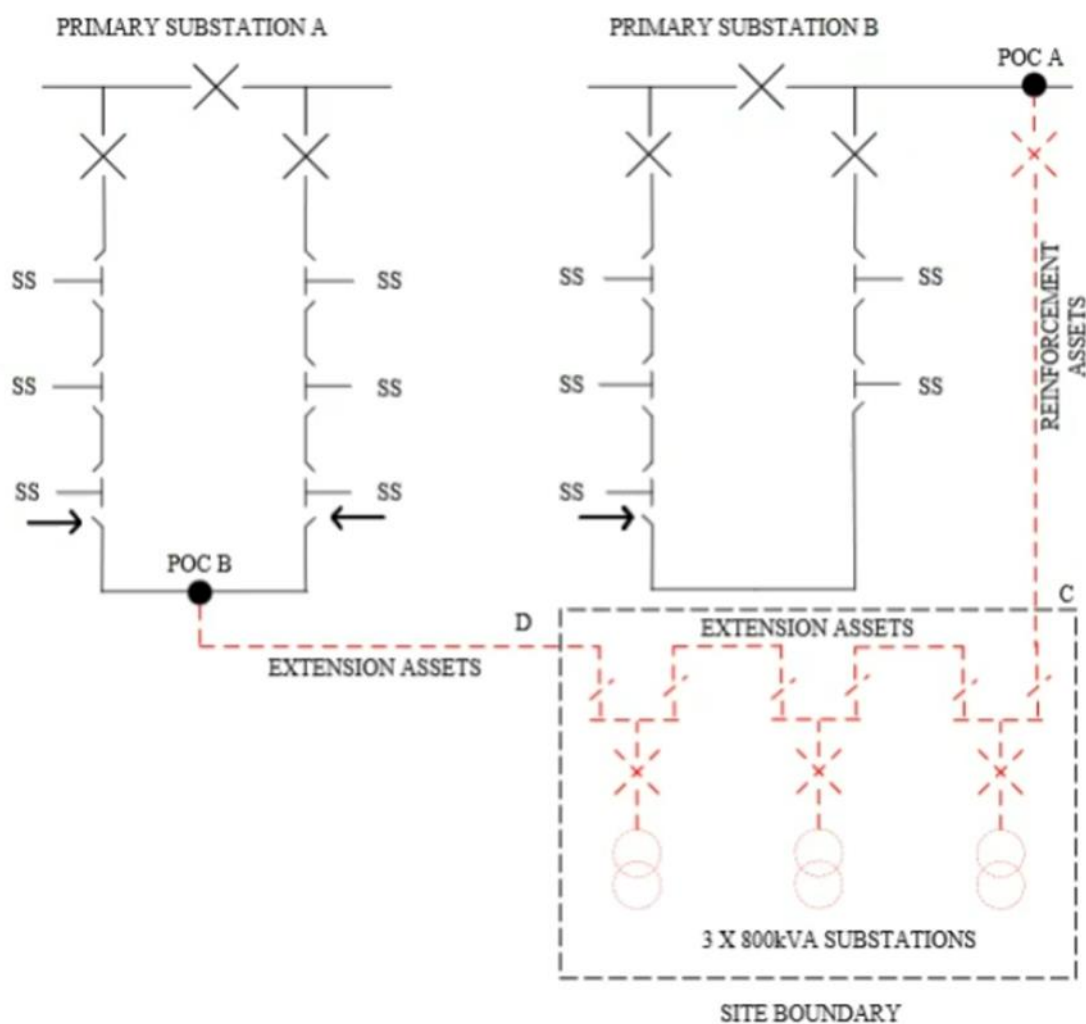 PRIMARY SUBSTATION A
PRIMARY SUBSTATION B
POC A
SS
SS
SS
SS
REINFORCEMENT
ASSETS
SS
SS
SS
SS
SS
SS
SS
POC B
C
D
EXTENSION ASSETS
EXTENSION ASSETS
3 X 800kVA SUBSTATIONS
SITE BOUNDARY